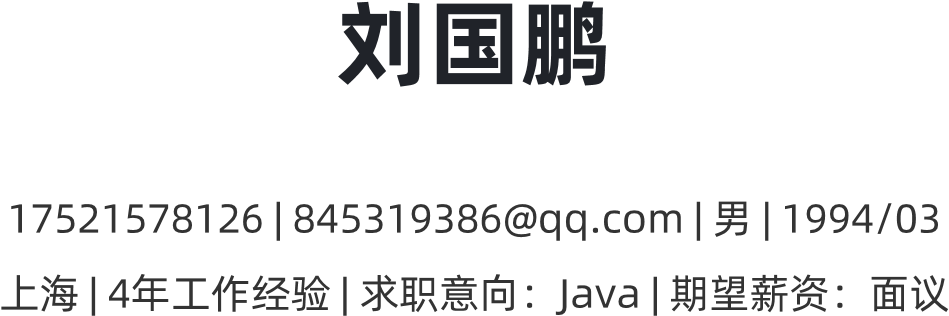 刘国鹏
17521578126 | 845319386@qq.com | 男 | 1994/03
上海 | 4年工作经验 | 求职意向：Java | 期望薪资：面议